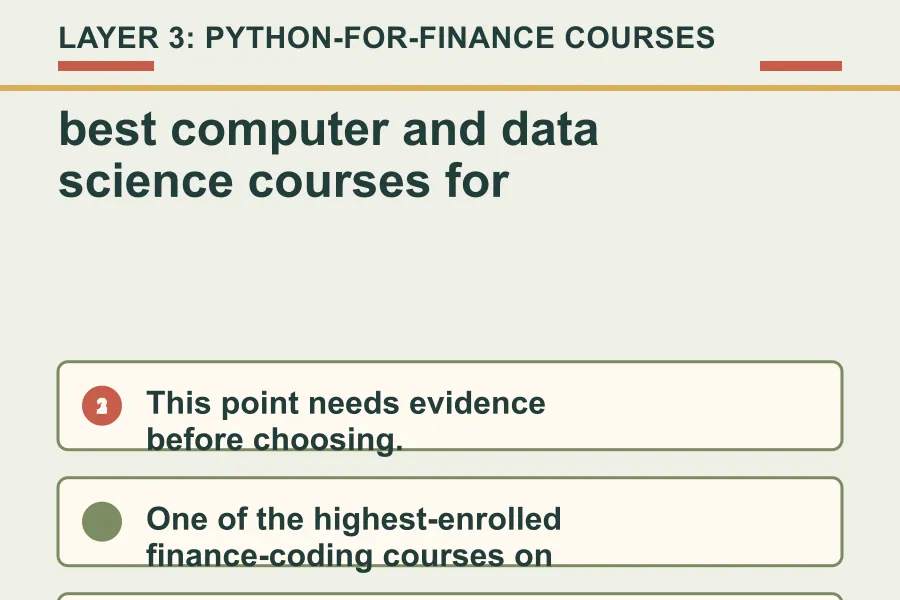 LAYER 3: PYTHON-FOR-FINANCE COURSES
best computer and data
science courses for
This point needs evidence
before choosing.
One of the highest-enrolled
finance-coding courses on